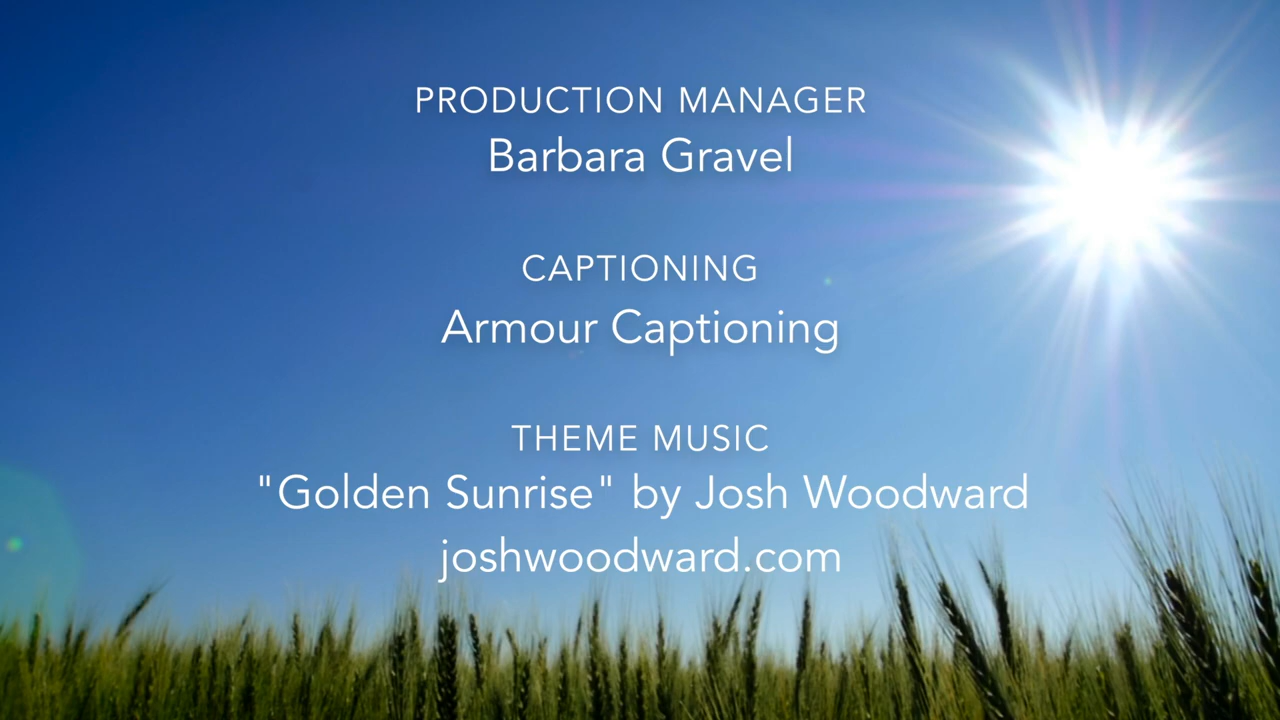 PRODUCTION MANAGER
Barbara Gravel
CAPTIONING
Armour Captioning
THEME MUSIC
"Golden Sunrise" by Josh Woodward
joshwoodward.com